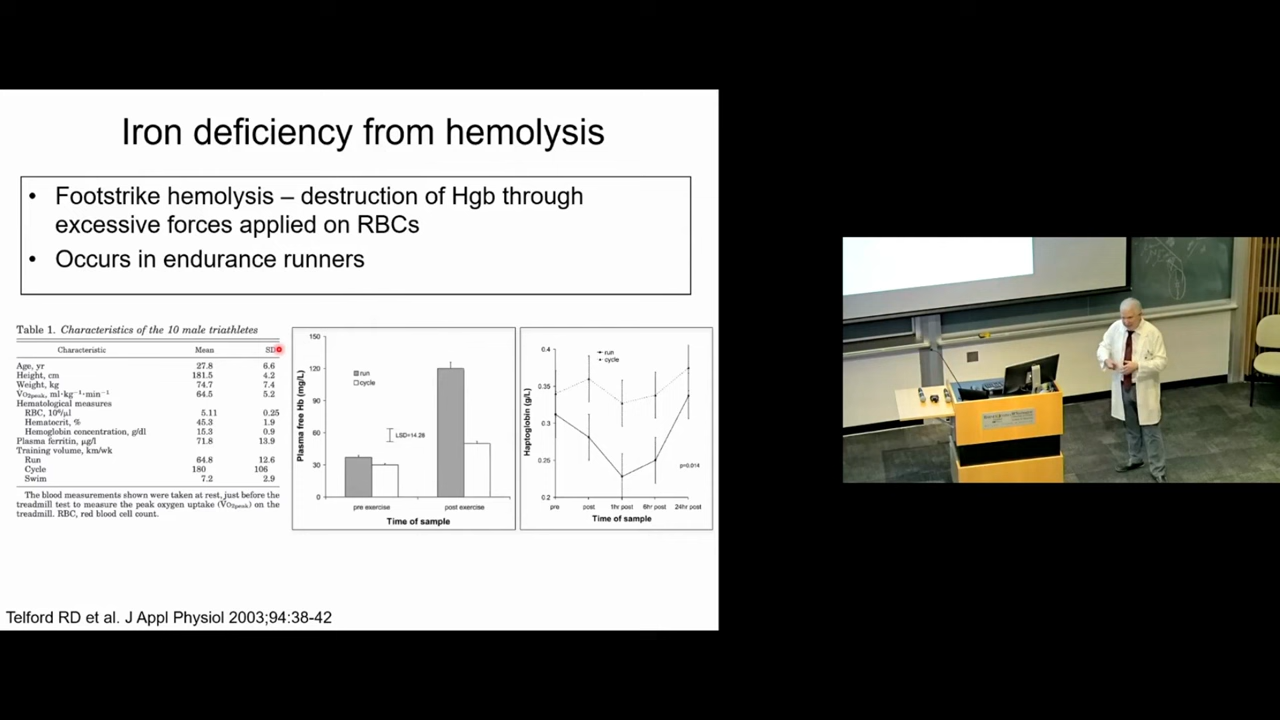 Iron deficiency from hemolysis
• Footstrike hemolysis – destruction of Hgb through
excessive forces applied on RBCs
• Occurs in endurance runners
Table 1. Characteristics of the 10 male triathletes
Characteristic Mean SD
Age, yr 27.8 6.6
Height, cm 181.5 4.2
Weight, kg 74.7 7.4
V̇O2peak, ml·kg⁻¹·min⁻¹ 64.5 5.2
Hematological measures
RBC, 10⁶/μl 5.11 0.25
Hematocrit, % 45.3 1.9
Hemoglobin concentration, g/dl 15.3 0.9
Plasma ferritin, μg/l 71.8 13.9
Training volume, km/wk
Run 64.8 12.6
Cycle 180 106
Swim 7.2 2.9
The blood measurements shown were taken at rest, just before the
treadmill test to measure the peak oxygen uptake (V̇O2peak) on the
treadmill. RBC, red blood cell count.
Plasma free Hb (mg/L)
150
120
90
60
30
0
run
cycle
LSD=14.28
pre exercise post exercise
Time of sample
Haptoglobin (g/L)
0.4
0.35
0.3
0.25
0.2
run
cycle
p=0.014
pre post 1hr post 6hr post 24hr post
Time of sample
Telford RD et al. J Appl Physiol 2003;94:38-42